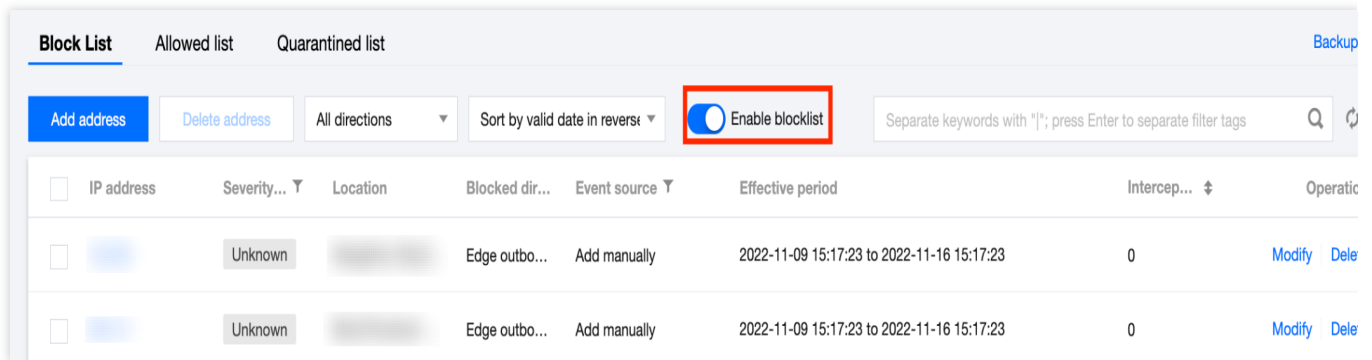 Block List Allowed list Quarantined list Backup
Add address Delete address All directions Sort by valid date in reverse Enable blocklist Separate keywords with "|"; press Enter to separate filter tags
IP address Severity... Location Blocked dir... Event source Effective period Intercep... Operatio
Unknown Edge outbo... Add manually 2022-11-09 15:17:23 to 2022-11-16 15:17:23 0 Modify Delet
Unknown Edge outbo... Add manually 2022-11-09 15:17:23 to 2022-11-16 15:17:23 0 Modify Delet